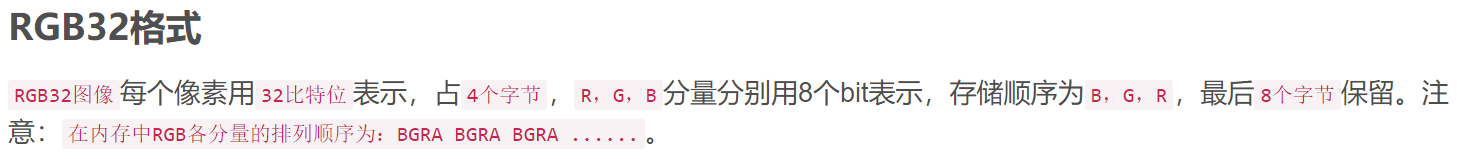 RGB32格式
RGB32图像每个像素用32比特位表示，占4个字节，R，G，B分量分别用8个bit表示，存储顺序为B，G，R，最后8个字节保留。注
意：在内存中RGB各分量的排列顺序为：BGRA BGRA BGRA ......。